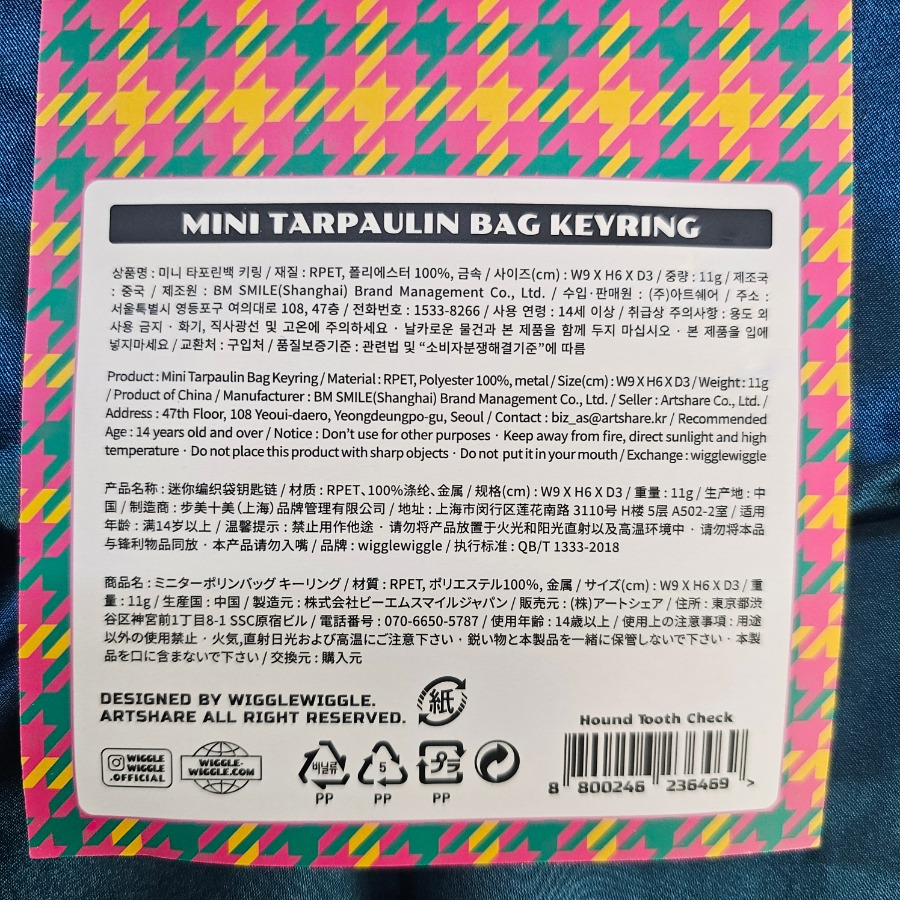 MINI TARPAULIN BAG KEYRING
상품명 : 미니 타포린백 키링 / 재질 : RPET, 폴리에스터 100%, 금속 / 사이즈(cm) : W9 X H6 X D3 / 중량 : 11g / 제조국
: 중국 / 제조원 : BM SMILE(Shanghai) Brand Management Co., Ltd. / 수입·판매원 : (주)아트쉐어 / 주소 :
서울특별시 영등포구 여의대로 108, 47층 / 전화번호 : 1533-8266 / 사용 연령 : 14세 이상 / 취급상 주의사항 : 용도 외
사용 금지 · 화기, 직사광선 및 고온에 주의하세요 · 날카로운 물건과 본 제품을 함께 두지 마십시오 · 본 제품을 입에
넣지마세요 / 교환처 : 구입처 / 품질보증기준 : 관련법 및 “소비자분쟁해결기준”에 따름
Product : Mini Tarpaulin Bag Keyring / Material : RPET, Polyester 100%, metal / Size(cm) : W9 X H6 X D3 / Weight : 11g
/ Product of China / Manufacturer : BM SMILE(Shanghai) Brand Management Co., Ltd. / Seller : Artshare Co., Ltd. /
Address : 47th Floor, 108 Yeoui-daero, Yeongdeungpo-gu, Seoul / Contact : biz_as@artshare.kr / Recommended
Age : 14 years old and over / Notice : Don’t use for other purposes · Keep away from fire, direct sunlight and high
temperature · Do not place this product with sharp objects · Do not put it in your mouth / Exchange : wigglewiggle
产品名称 : 迷你编织袋钥匙链 / 材质 : RPET、100%涤纶、金属 / 规格(cm) : W9 X H6 X D3 / 重量 : 11g / 生产地 : 中
国 / 制造商 : 步美十美(上海) 品牌管理有限公司 / 地址 : 上海市闵行区莲花南路 3110号 H楼 5层 A502-2室 / 适用
年龄 : 满14岁以上 / 温馨提示 : 禁止用作他途 · 请勿将产品放置于火光和阳光直射以及高温环境中 · 请勿将本品
与锋利物品同放 · 本产品请勿入嘴 / 品牌 : wigglewiggle / 执行标准 : QB/T 1333-2018
商品名 : ミニターポリンバッグ キーリング / 材質 : RPET, ポリエステル100%, 金属 / サイズ(cm) : W9 X H6 X D3 / 重
量 : 11g / 生産国 : 中国 / 製造元 : 株式会社ビーエムスマイルジャパン / 販売元 : (株)アートシェア / 住所 : 東京都渋
谷区神宮前1丁目8-1 SSC原宿ビル / 電話番号 : 070-6650-5787 / 使用年齢 : 14歳以上 / 使用上の注意事項 : 用途
以外の使用禁止 · 火気,直射日光および高温にご注意下さい · 鋭い物と本製品を一緒に保管しないで下さい · 本製
品を口に含まないで下さい / 交換元 : 購入元
DESIGNED BY WIGGLEWIGGLE.
ARTSHARE ALL RIGHT RESERVED.
紙
Hound Tooth Check
WIGGLE
WIGGLE
.OFFICIAL
WIGGLE-
WIGGLE.COM
비닐류
PP
5
PP
プラ
PP
8 800246 236469 >